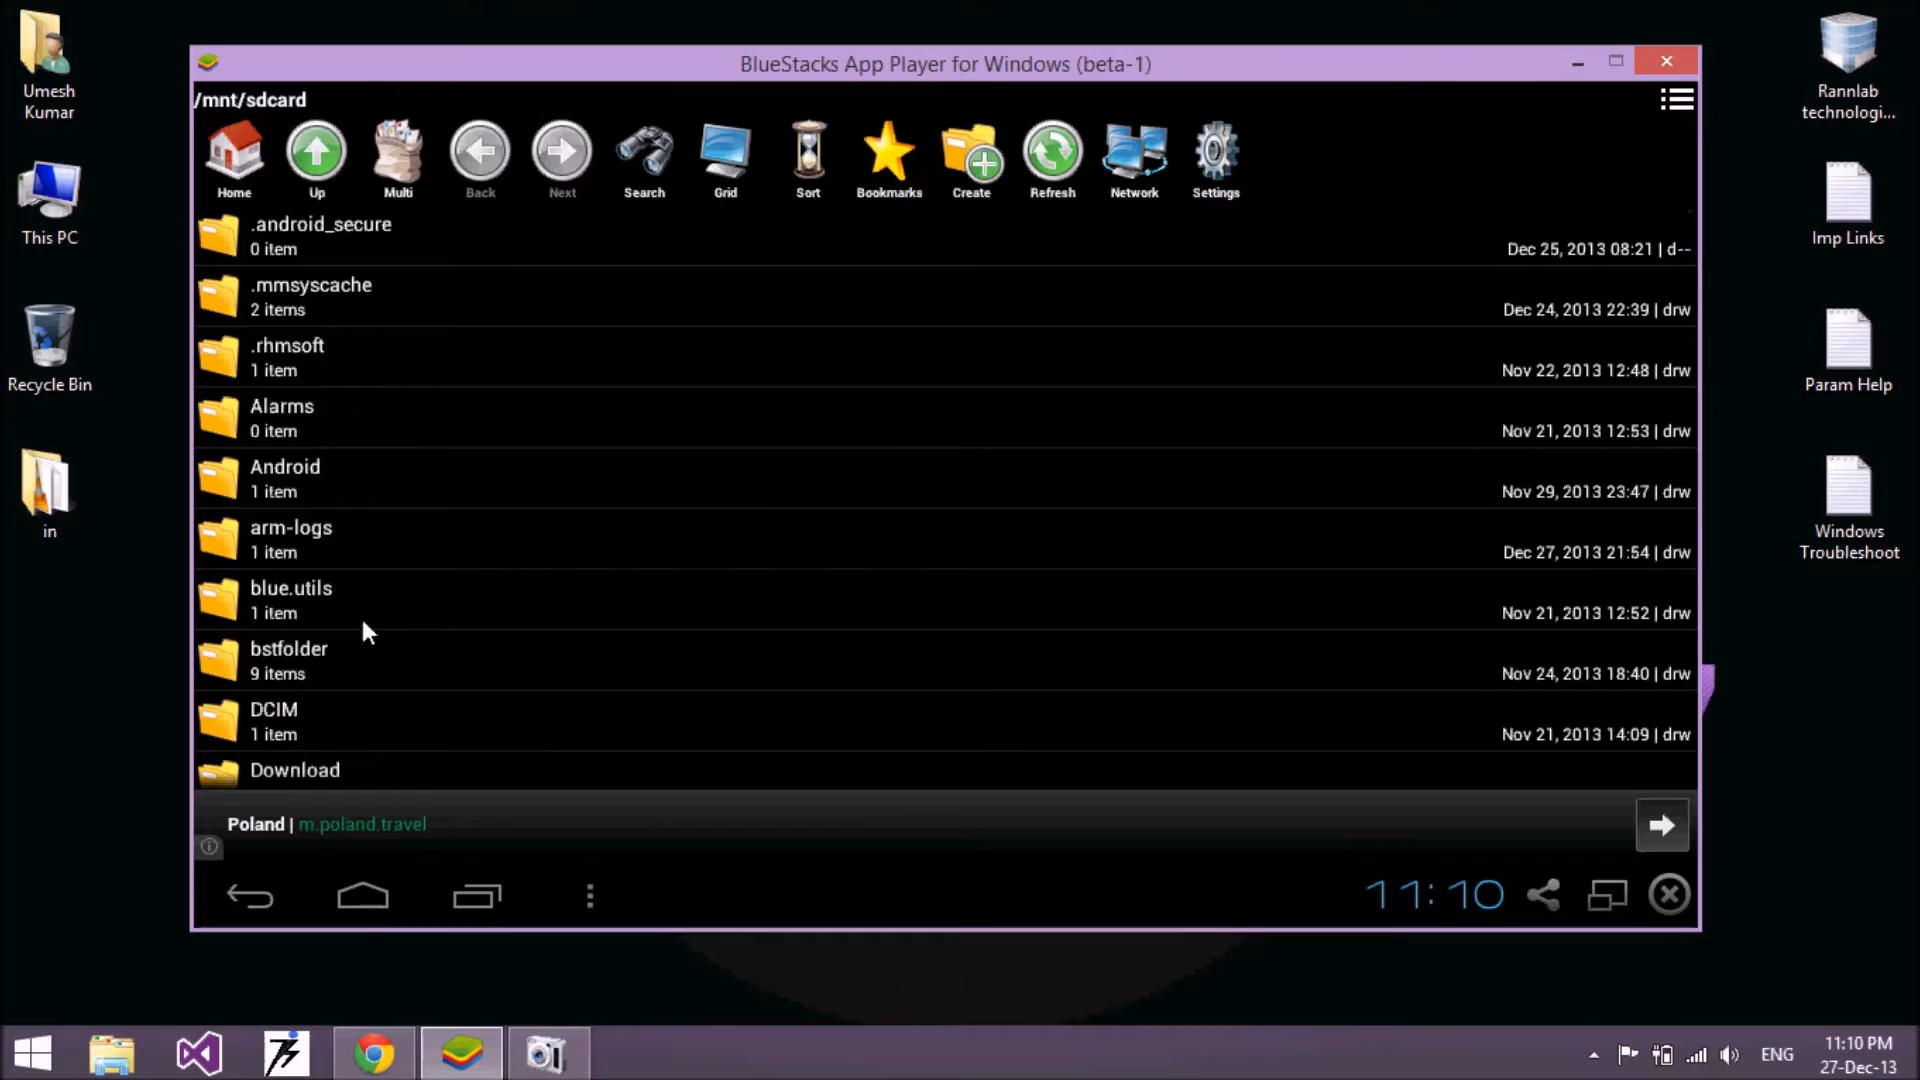 Umesh
Kumar
This PC
Recycle Bin
in
BlueStacks App Player for Windows (beta-1)
/mnt/sdcard
Home
Up
Multi
Back
Next
Search
Grid
Sort
Bookmarks
Create
Refresh
Network
Settings
.android_secure
0 item
Dec 25, 2013 08:21 | d--
.mmsyscache
2 items
Dec 24, 2013 22:39 | drw
.rhmsoft
1 item
Nov 22, 2013 12:48 | drw
Alarms
0 item
Nov 21, 2013 12:53 | drw
Android
1 item
Nov 29, 2013 23:47 | drw
arm-logs
1 item
Dec 27, 2013 21:54 | drw
blue.utils
1 item
Nov 21, 2013 12:52 | drw
bstfolder
9 items
Nov 24, 2013 18:40 | drw
DCIM
1 item
Nov 21, 2013 14:09 | drw
Download
Poland | m.poland.travel
11:10
Rannlab
technologi...
Imp Links
Param Help
Windows
Troubleshoot
ENG
11:10 PM
27-Dec-13